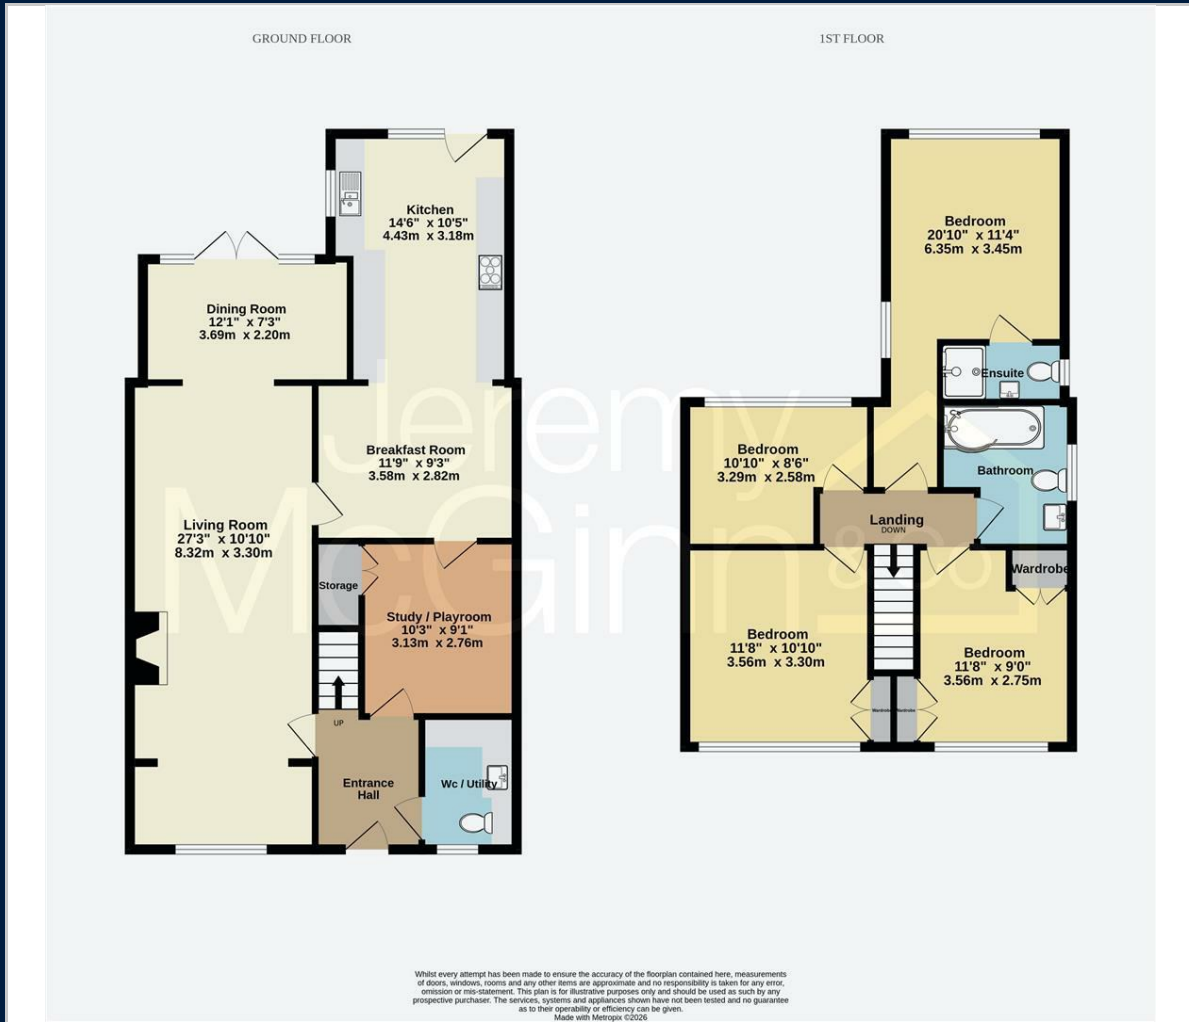 GROUND FLOOR
1ST FLOOR
Kitchen
14'6" x 10'5"
4.43m x 3.18m
Dining Room
12'1" x 7'3"
3.69m x 2.20m
Breakfast Room
11'9" x 9'3"
3.58m x 2.82m
Living Room
27'3" x 10'10"
8.32m x 3.30m
Storage
Study / Playroom
10'3" x 9'1"
3.13m x 2.76m
UP
Entrance
Hall
Wc / Utility
Bedroom
20'10" x 11'4"
6.35m x 3.45m
Ensuite
Bedroom
10'10" x 8'6"
3.29m x 2.58m
Bathroom
Landing
DOWN
Wardrobe
Bedroom
11'8" x 10'10"
3.56m x 3.30m
Bedroom
11'8" x 9'0"
3.56m x 2.75m
Wardrobe
Wardrobe
Jeremy
McGinn
& Co
Whilst every attempt has been made to ensure the accuracy of the floorplan contained here, measurements
of doors, windows, rooms and any other items are approximate and no responsibility is taken for any error,
omission or mis-statement. This plan is for illustrative purposes only and should be used as such by any
prospective purchaser. The services, systems and appliances shown have not been tested and no guarantee
as to their operability or efficiency can be given.
Made with Metropix ©2026